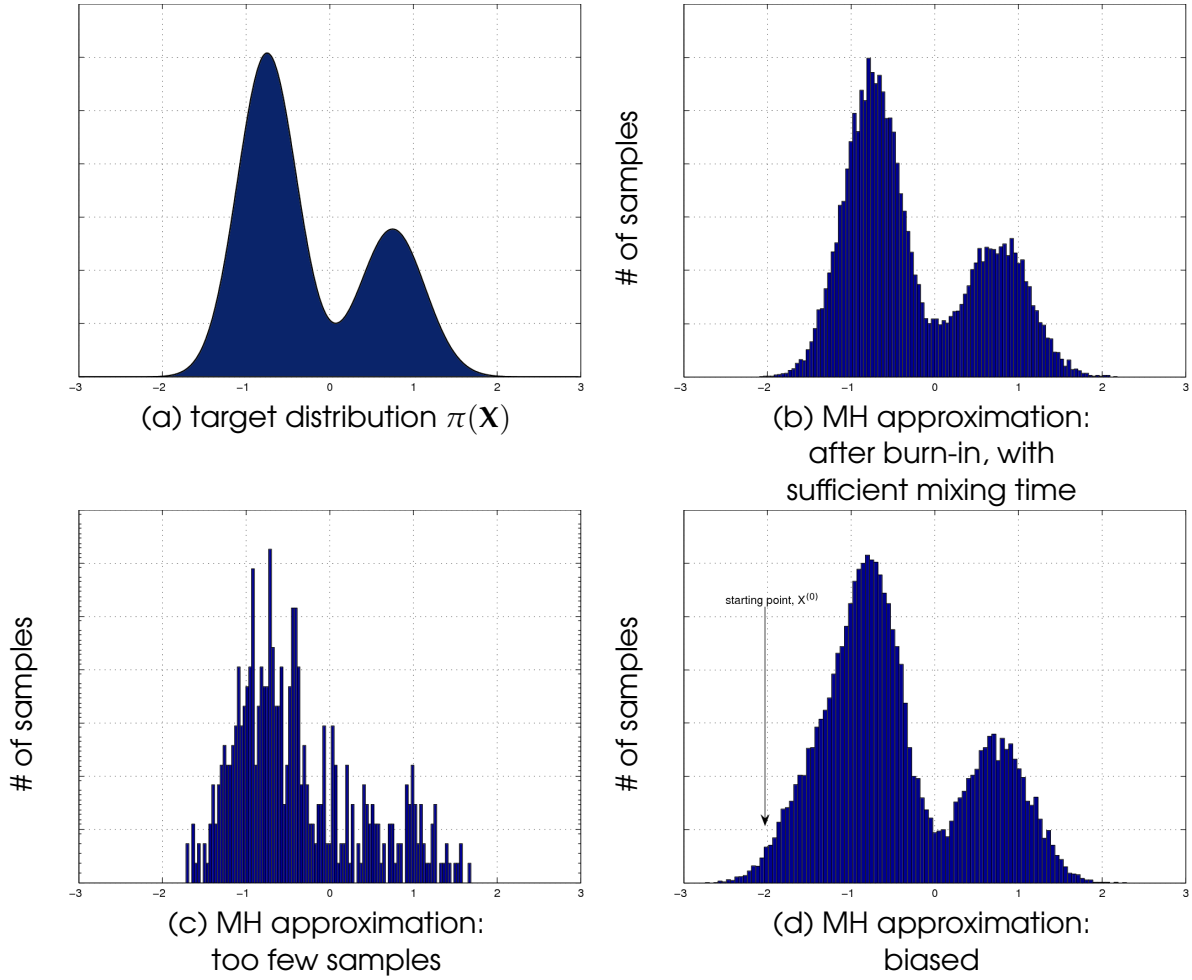 −3 −2 −1 0 1 2 3
(a) target distribution π(X)
# of samples
−3 −2 −1 0 1 2 3
(b) MH approximation:
after burn-in, with
sufficient mixing time
# of samples
−3 −2 −1 0 1 2 3
(c) MH approximation:
too few samples
# of samples
starting point, X⁽⁰⁾
−3 −2 −1 0 1 2 3
(d) MH approximation:
biased